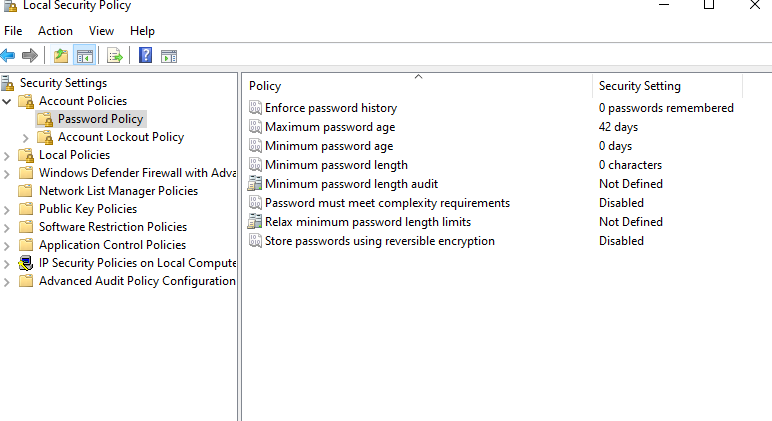 Local Security Policy
File Action View Help
Security Settings
Account Policies
Password Policy
Account Lockout Policy
Local Policies
Windows Defender Firewall with Adva
Network List Manager Policies
Public Key Policies
Software Restriction Policies
Application Control Policies
IP Security Policies on Local Compute
Advanced Audit Policy Configuration
Policy Security Setting
Enforce password history 0 passwords remembered
Maximum password age 42 days
Minimum password age 0 days
Minimum password length 0 characters
Minimum password length audit Not Defined
Password must meet complexity requirements Disabled
Relax minimum password length limits Not Defined
Store passwords using reversible encryption Disabled